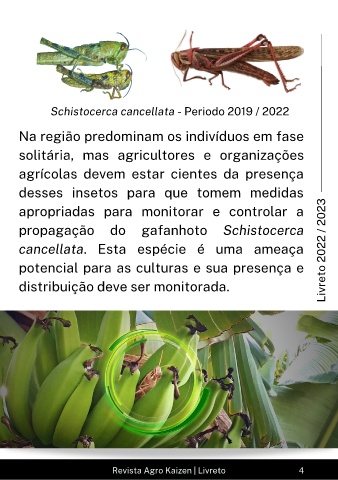 Schistocerca cancellata - Periodo 2019 / 2022
Na região predominam os indivíduos em fase
solitária, mas agricultores e organizações
agrícolas devem estar cientes da presença
desses insetos para que tomem medidas
apropriadas para monitorar e controlar a
propagação do gafanhoto Schistocerca
cancellata. Esta espécie é uma ameaça
potencial para as culturas e sua presença e
distribuição deve ser monitorada.
Livreto 2022 / 2023
Revista Agro Kaizen | Livreto 4